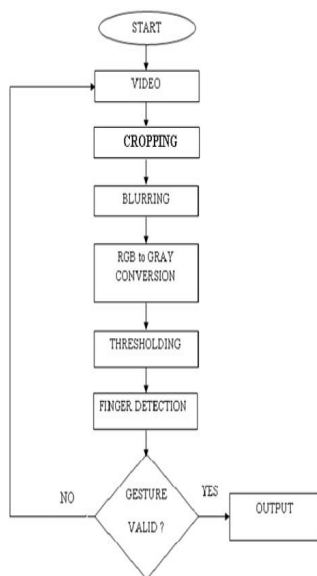 START
VIDEO
CROPPING
BLURRING
RGB to GRAY
CONVERSION
THRESHOLDING
FINGER DETECTION
NO
GESTURE
VALID ?
YES
OUTPUT